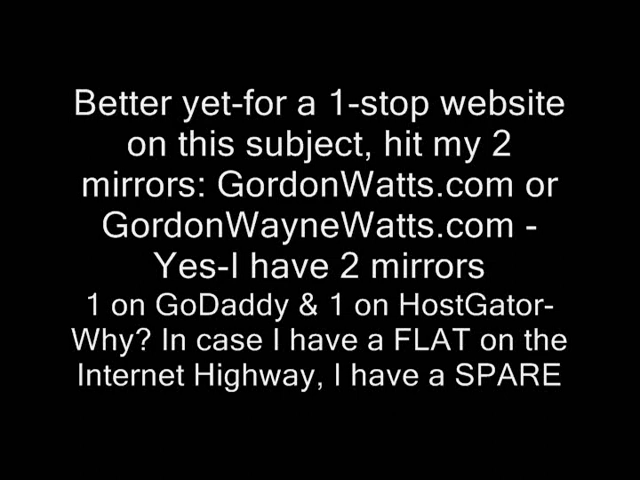 Better yet-for a 1-stop website
on this subject, hit my 2
mirrors: GordonWatts.com or
GordonWayneWatts.com -
Yes-I have 2 mirrors
1 on GoDaddy & 1 on HostGator-
Why? In case I have a FLAT on the
Internet Highway, I have a SPARE